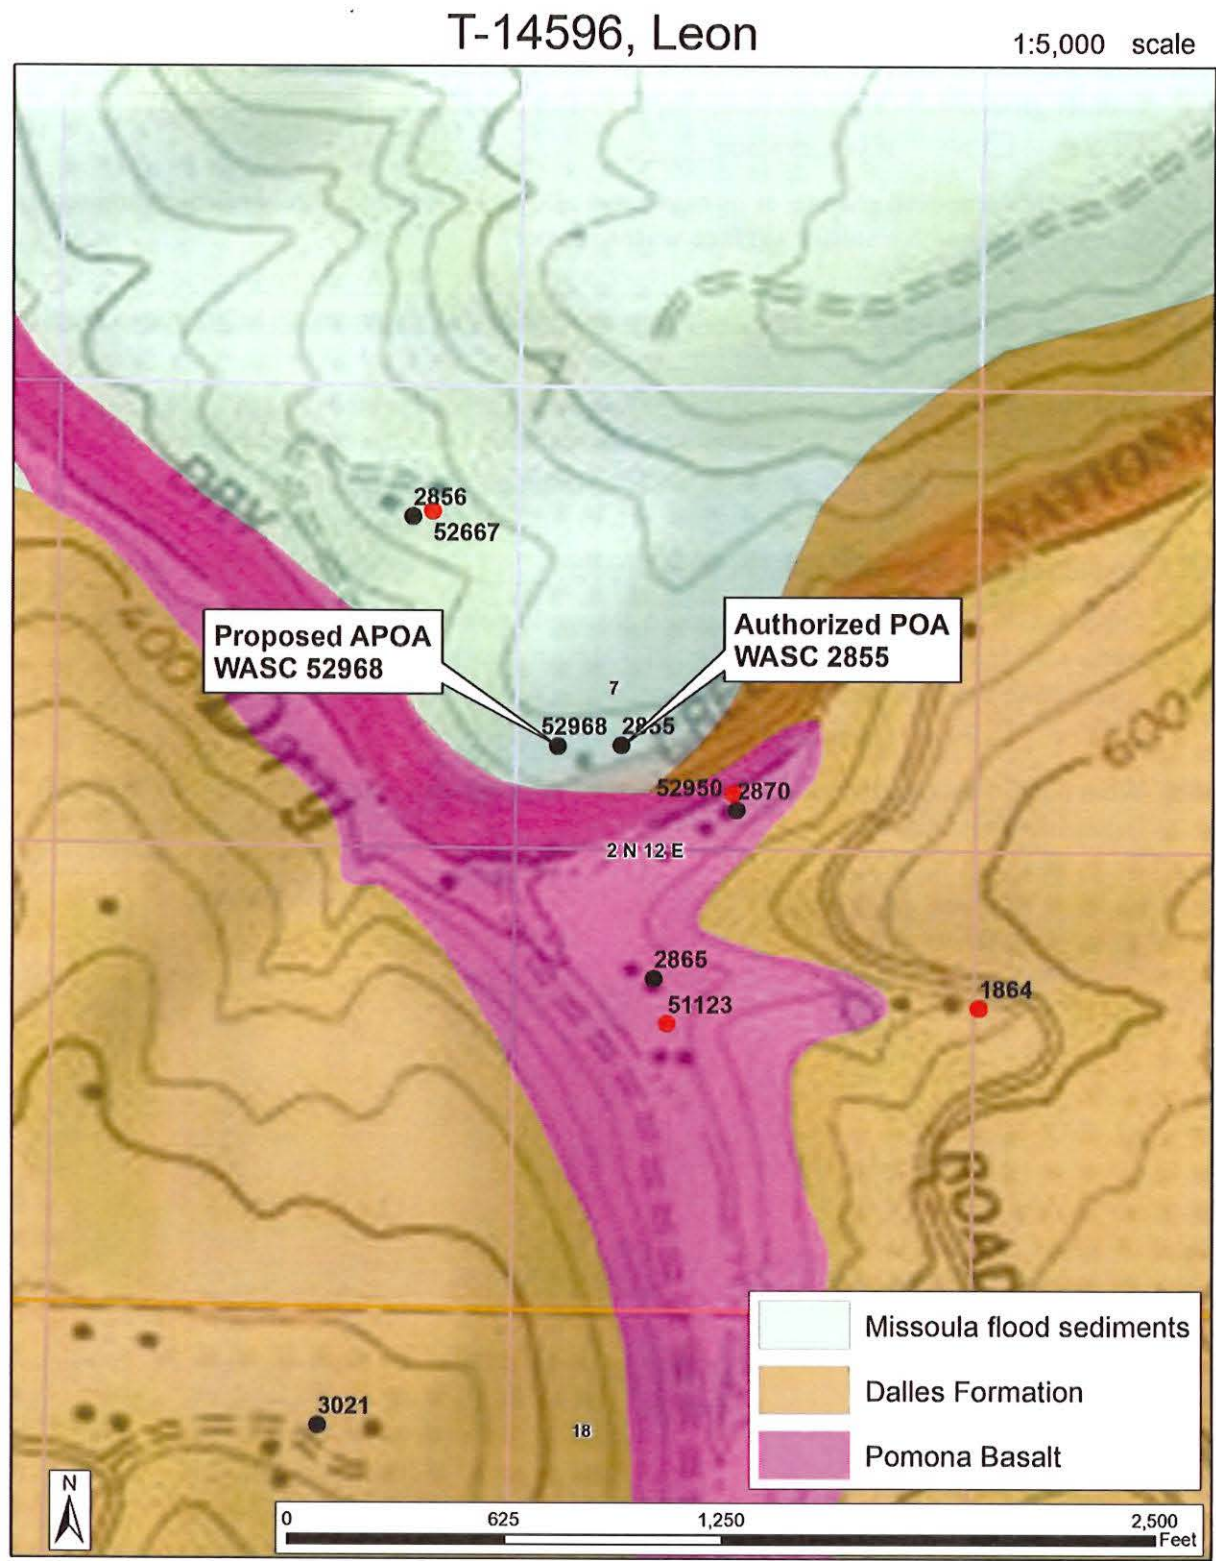 T-14596, Leon
1:5,000 scale
2856
52667
Proposed APOA
WASC 52968
Authorized POA
WASC 2855
7
52968
2855
400
52950
2870
600
2 N 12 E
2865
51123
1864
ROAD
Missoula flood sediments
Dalles Formation
Pomona Basalt
3021
18
N
0
625
1,250
2,500
Feet